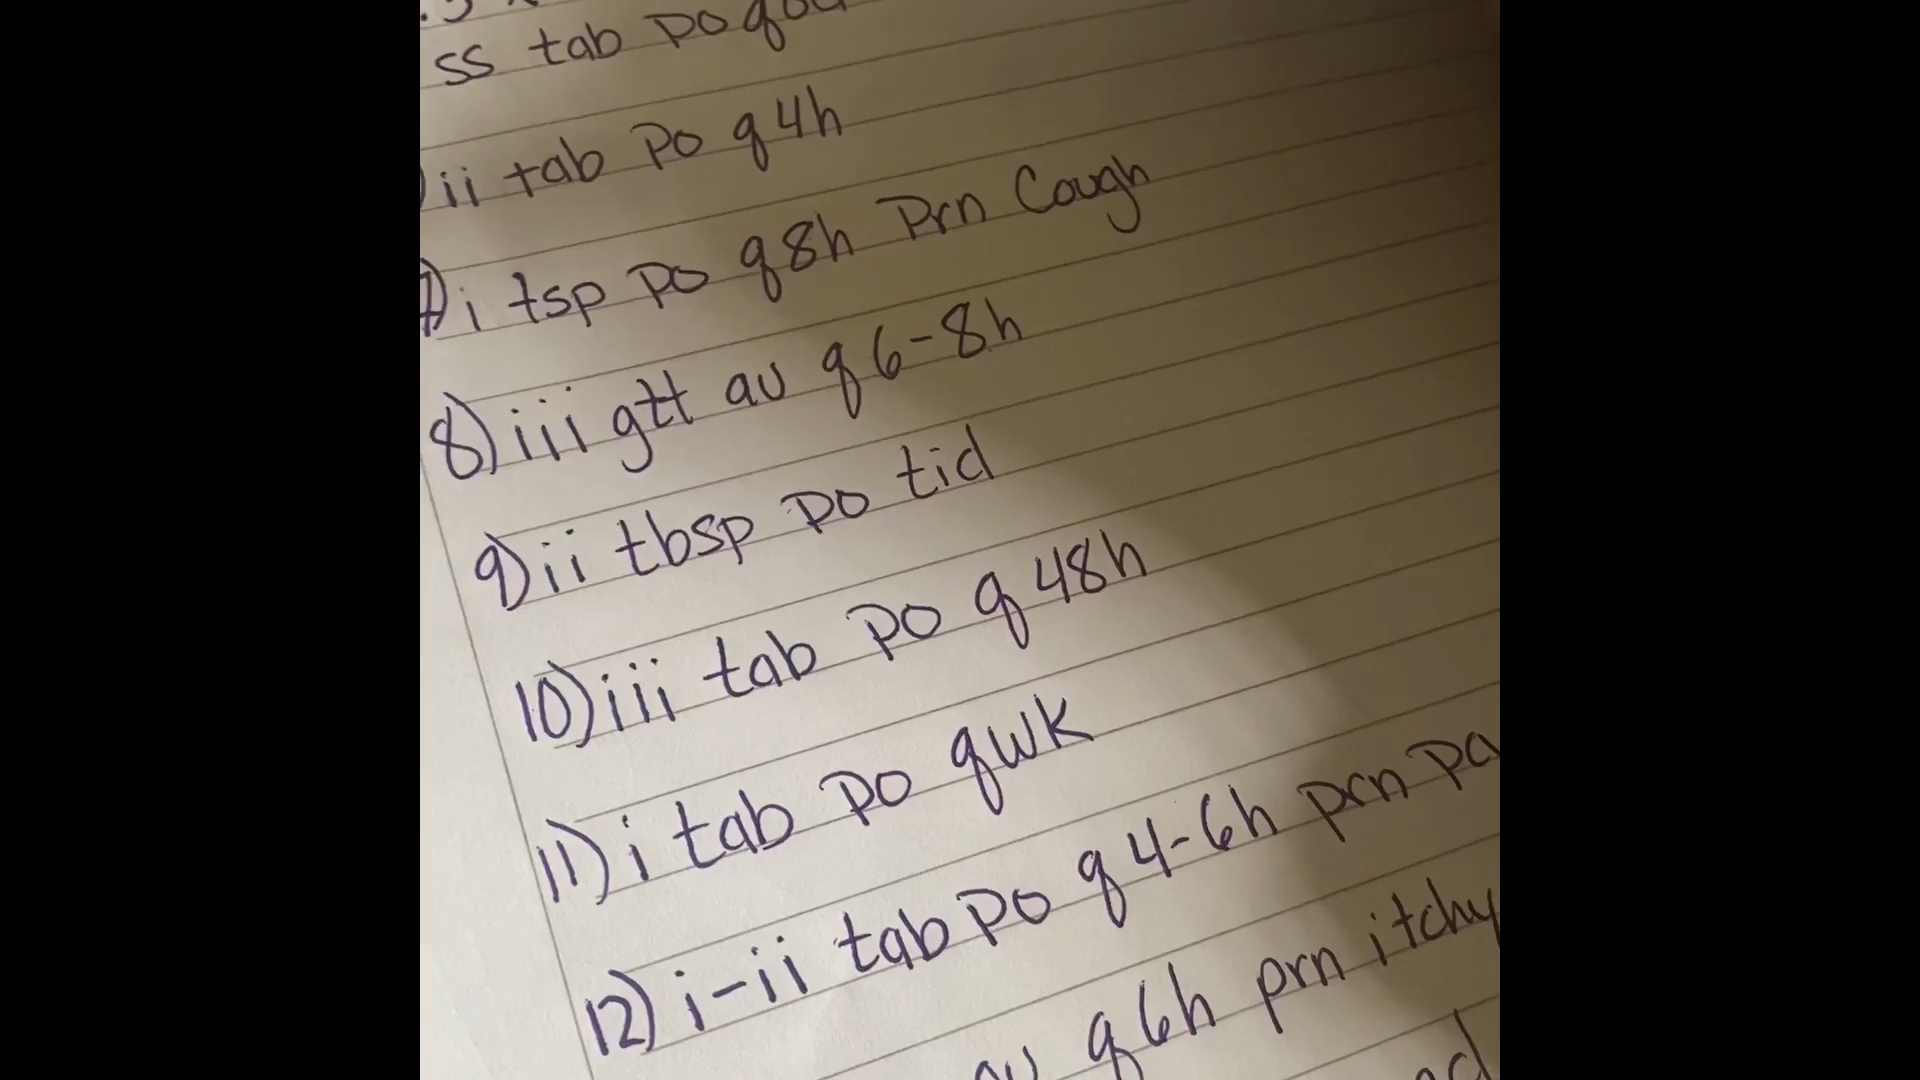 ss tab po
ii tab po q4h
7) i tsp po q8h Prn Cough
8) iii gtt au q6-8h
9) ii tbsp po tid
10) iii tab po q48h
11) i tab po qwk
12) i-ii tab po q4-6h prn
q6h prn itchy